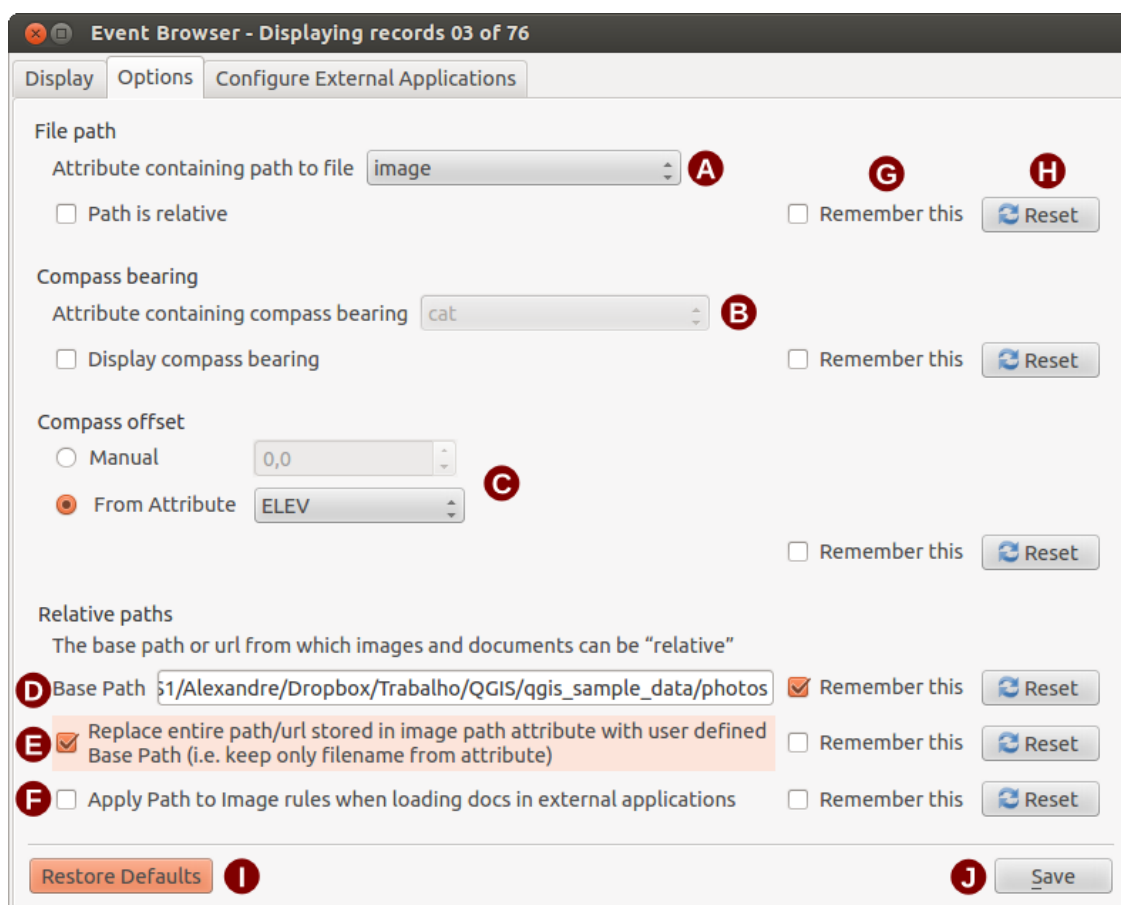 Event Browser - Displaying records 03 of 76
Display Options Configure External Applications
File path
Attribute containing path to file image A G H
Path is relative Remember this Reset
Compass bearing
Attribute containing compass bearing cat B
Display compass bearing Remember this Reset
Compass offset
Manual 0,0
C
From Attribute ELEV
Remember this Reset
Relative paths
The base path or url from which images and documents can be “relative”
D Base Path 51/Alexandre/Dropbox/Trabalho/QGIS/qgis_sample_data/photos Remember this Reset
E Replace entire path/url stored in image path attribute with user defined
Base Path (i.e. keep only filename from attribute) Remember this Reset
F Apply Path to Image rules when loading docs in external applications Remember this Reset
Restore Defaults I J Save